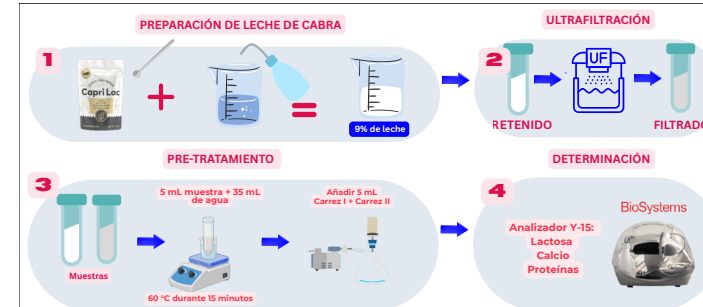 PREPARACIÓN DE LECHE DE CABRA
ULTRAFILTRACIÓN
1
Capri Lac
9% de leche
2
UF
RETENIDO
FILTRADO
PRE-TRATAMIENTO
DETERMINACIÓN
3
Muestras
5 mL muestra + 35 mL
de agua
60 °C durante 15 minutos
Añadir 5 mL
Carrez I + Carrez II
4
Analizador Y-15:
Lactosa
Calcio
Proteínas
BioSystems